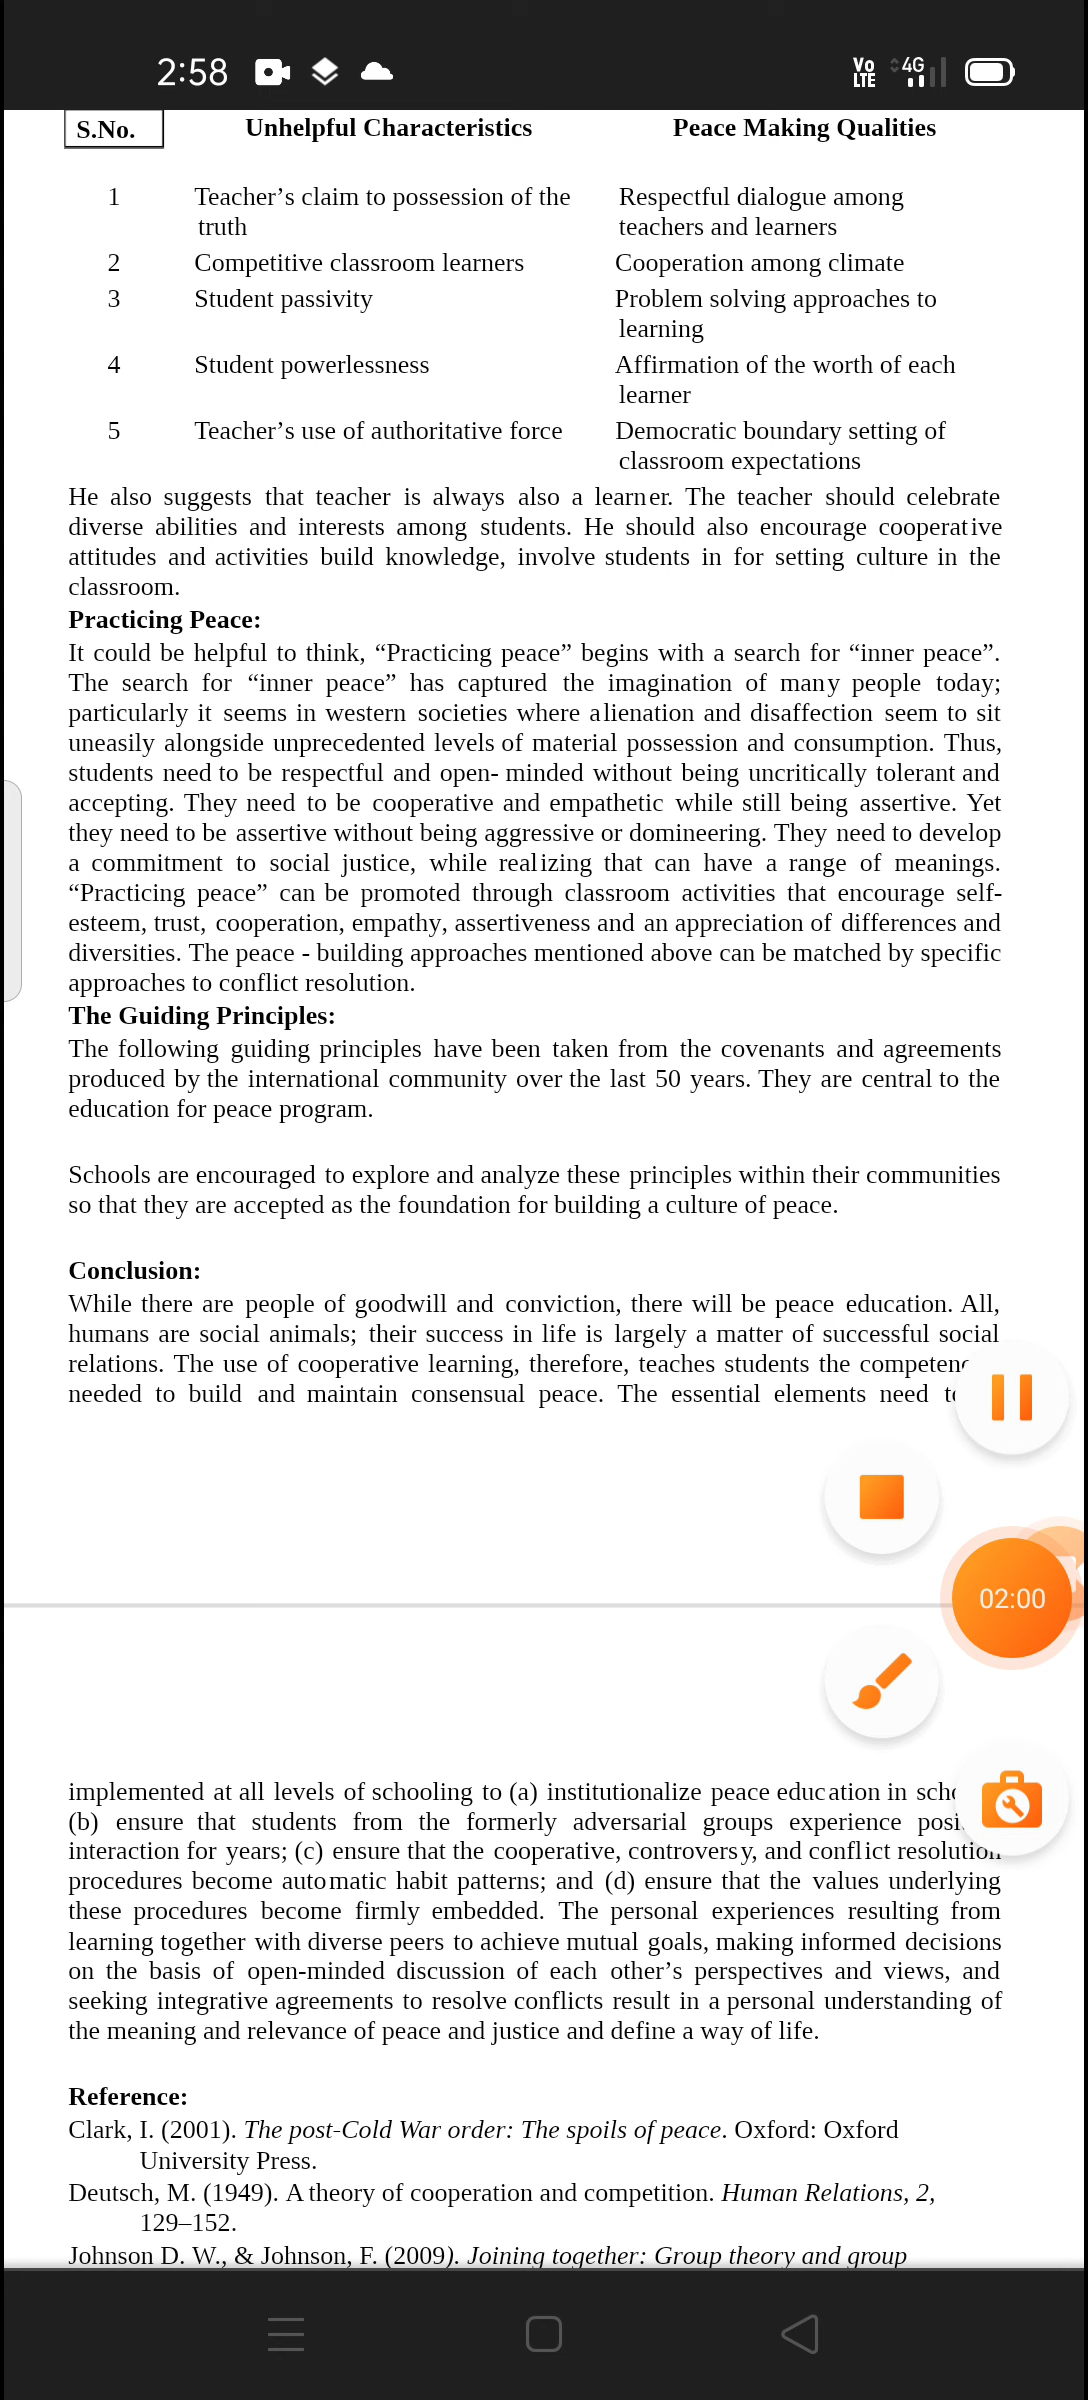 2:58
Vo LTE 4G
S.No. Unhelpful Characteristics Peace Making Qualities
1 Teacher’s claim to possession of the truth Respectful dialogue among teachers and learners
2 Competitive classroom learners Cooperation among climate
3 Student passivity Problem solving approaches to learning
4 Student powerlessness Affirmation of the worth of each learner
5 Teacher’s use of authoritative force Democratic boundary setting of classroom expectations
He also suggests that teacher is always also a learner. The teacher should celebrate
diverse abilities and interests among students. He should also encourage cooperative
attitudes and activities build knowledge, involve students in for setting culture in the
classroom.
Practicing Peace:
It could be helpful to think, “Practicing peace” begins with a search for “inner peace”.
The search for “inner peace” has captured the imagination of many people today;
particularly it seems in western societies where alienation and disaffection seem to sit
uneasily alongside unprecedented levels of material possession and consumption. Thus,
students need to be respectful and open- minded without being uncritically tolerant and
accepting. They need to be cooperative and empathetic while still being assertive. Yet
they need to be assertive without being aggressive or domineering. They need to develop
a commitment to social justice, while realizing that can have a range of meanings.
“Practicing peace” can be promoted through classroom activities that encourage self-
esteem, trust, cooperation, empathy, assertiveness and an appreciation of differences and
diversities. The peace - building approaches mentioned above can be matched by specific
approaches to conflict resolution.
The Guiding Principles:
The following guiding principles have been taken from the covenants and agreements
produced by the international community over the last 50 years. They are central to the
education for peace program.
Schools are encouraged to explore and analyze these principles within their communities
so that they are accepted as the foundation for building a culture of peace.
Conclusion:
While there are people of goodwill and conviction, there will be peace education. All,
humans are social animals; their success in life is largely a matter of successful social
relations. The use of cooperative learning, therefore, teaches students the
needed to build and maintain consensual peace. The essential elements need
02:00
implemented at all levels of schooling to (a) institutionalize peace education in
(b) ensure that students from the formerly adversarial groups experience
interaction for years; (c) ensure that the cooperative, controversy, and conflict resolution
procedures become automatic habit patterns; and (d) ensure that the values underlying
these procedures become firmly embedded. The personal experiences resulting from
learning together with diverse peers to achieve mutual goals, making informed decisions
on the basis of open-minded discussion of each other’s perspectives and views, and
seeking integrative agreements to resolve conflicts result in a personal understanding of
the meaning and relevance of peace and justice and define a way of life.
Reference:
Clark, I. (2001). The post-Cold War order: The spoils of peace. Oxford: Oxford
University Press.
Deutsch, M. (1949). A theory of cooperation and competition. Human Relations, 2,
129–152.
Johnson D. W., & Johnson, F. (2009). Joining together: Group theory and group